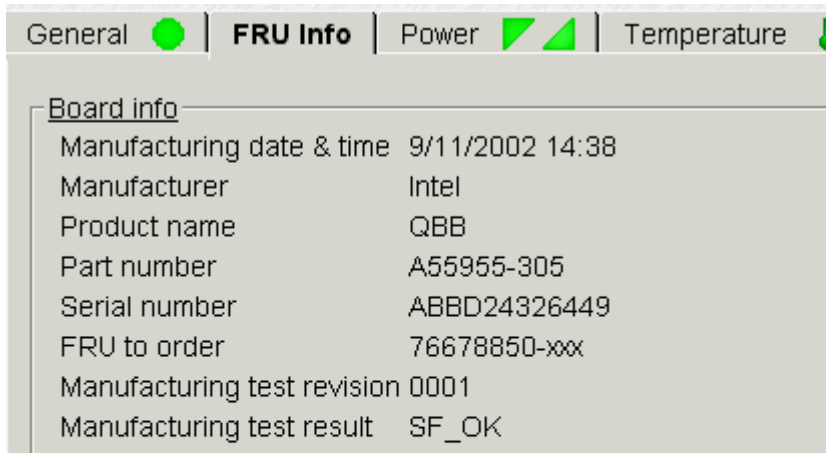 General FRU Info Power Temperature
Board info
Manufacturing date & time 9/11/2002 14:38
Manufacturer Intel
Product name QBB
Part number A55955-305
Serial number ABBD24326449
FRU to order 76678850-xxx
Manufacturing test revision 0001
Manufacturing test result SF_OK